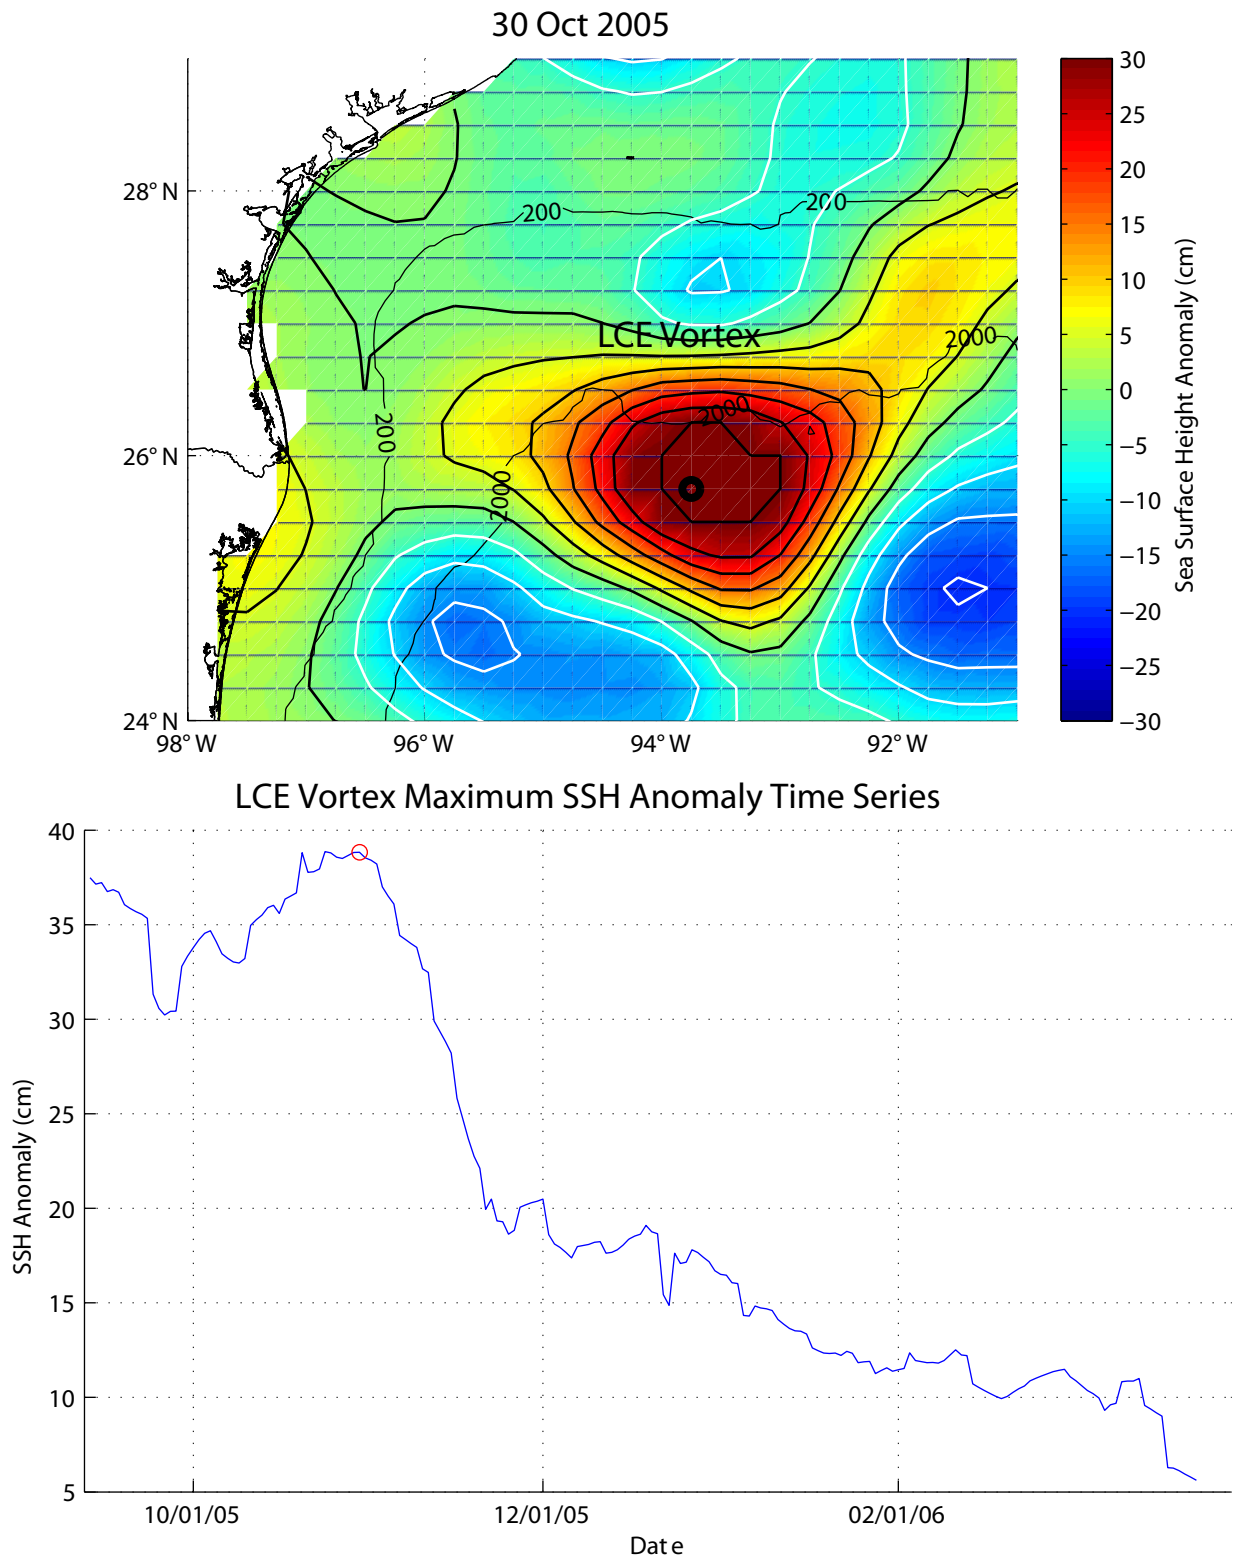 30 Oct 2005
30
25
20
15
10
5
0
−5
−10
−15
−20
−25
−30
Sea Surface Height Anomaly (cm)
28° N
26° N
24° N
98° W
96° W
94° W
92° W
200
200
200
2000
2000
2000
LCE Vortex
LCE Vortex Maximum SSH Anomaly Time Series
40
35
30
25
20
15
10
5
SSH Anomaly (cm)
10/01/05
12/01/05
02/01/06
Date